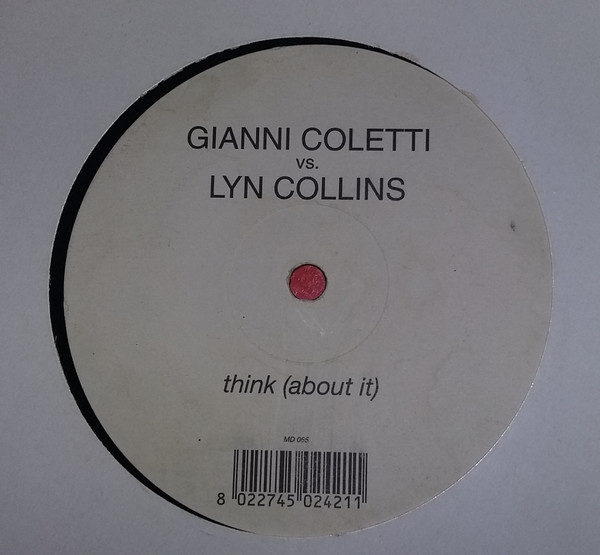 GIANNI COLETTI
vs.
LYN COLLINS
think (about it)
MD 065
8 022745 024211